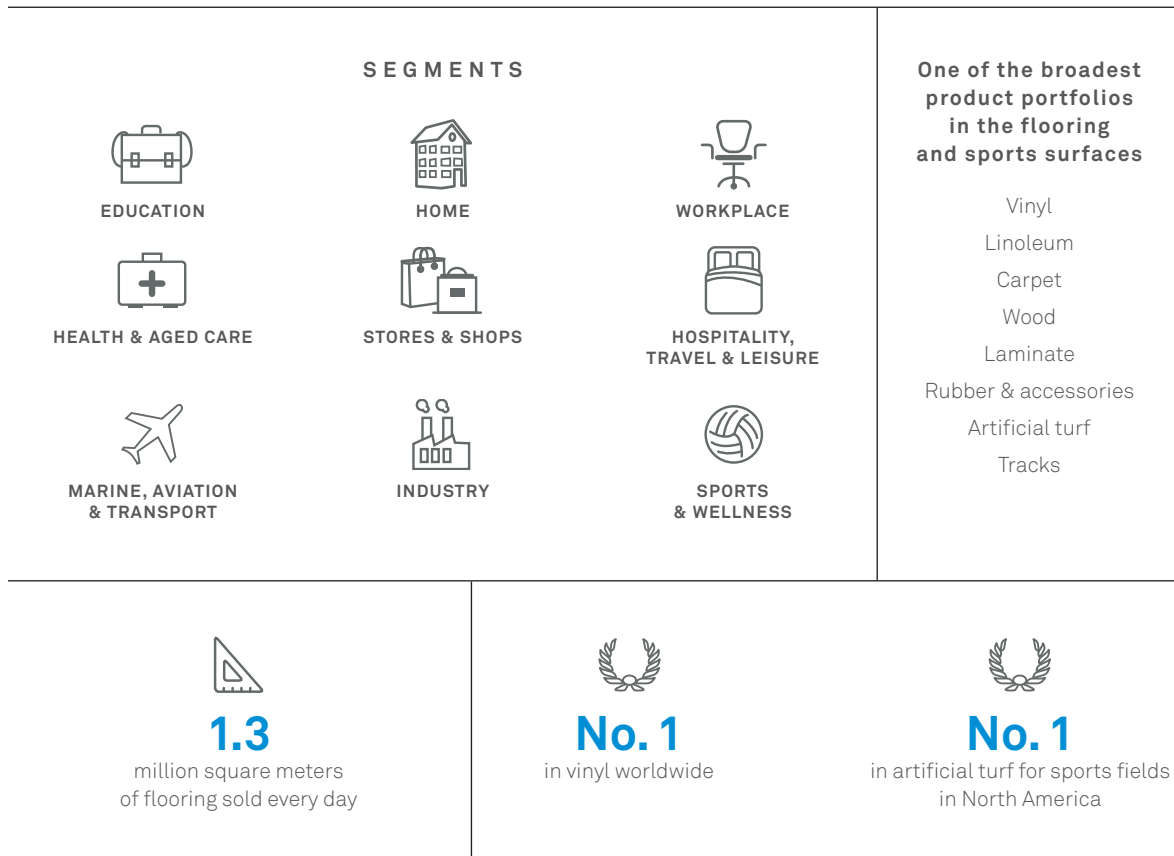 SEGMENTS
EDUCATION
HOME
WORKPLACE
HEALTH & AGED CARE
STORES & SHOPS
HOSPITALITY,
TRAVEL & LEISURE
MARINE, AVIATION
& TRANSPORT
INDUSTRY
SPORTS
& WELLNESS
One of the broadest
product portfolios
in the flooring
and sports surfaces
Vinyl
Linoleum
Carpet
Wood
Laminate
Rubber & accessories
Artificial turf
Tracks
1.3
million square meters
of flooring sold every day
No. 1
in vinyl worldwide
No. 1
in artificial turf for sports fields
in North America